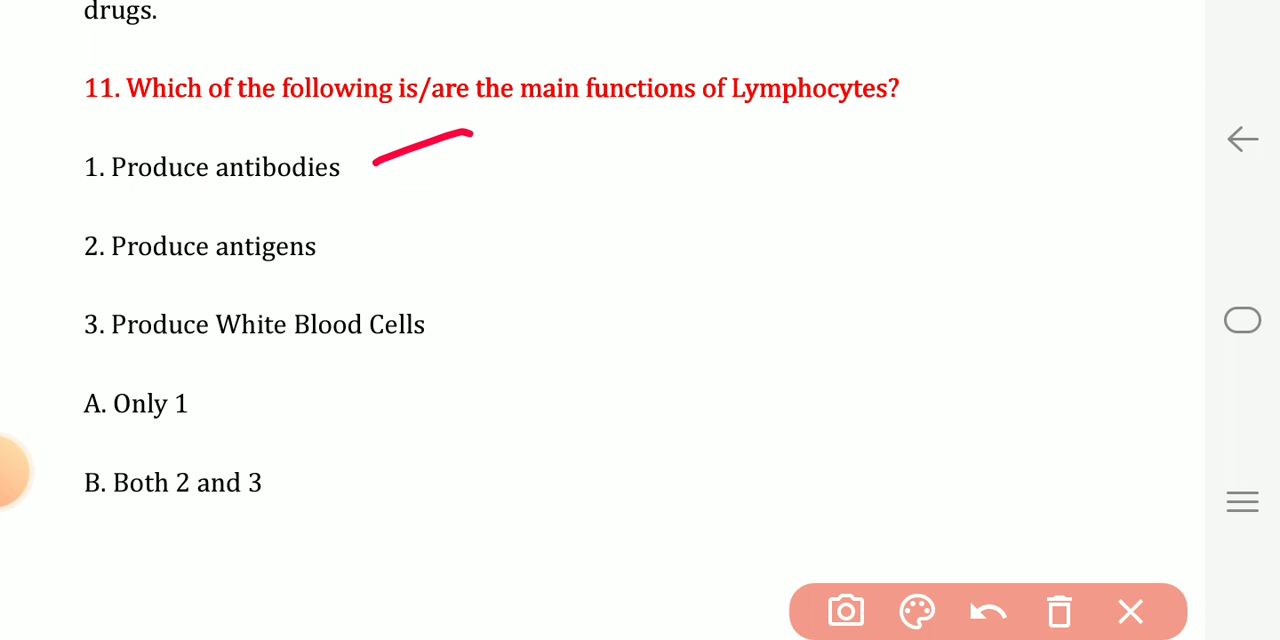 drugs.
11. Which of the following is/are the main functions of Lymphocytes?
1. Produce antibodies
2. Produce antigens
3. Produce White Blood Cells
A. Only 1
B. Both 2 and 3